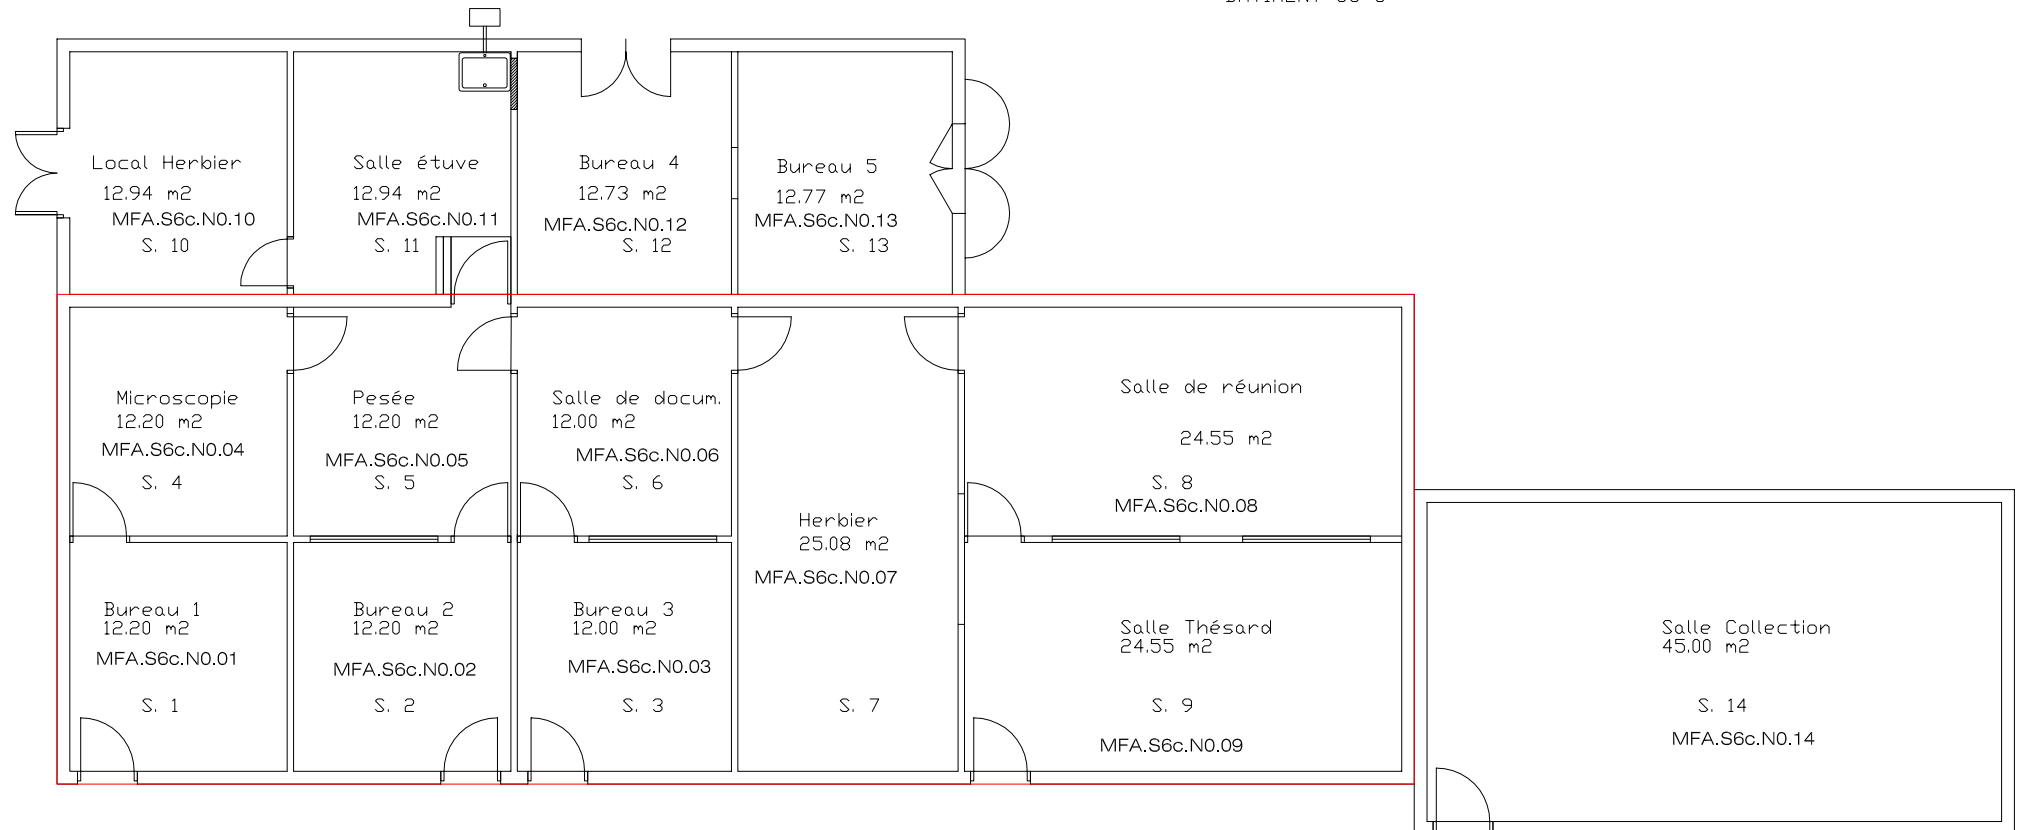 Local Herbier
12.94 m2
MFA.S6c.N0.10
S. 10
Salle étuve
12.94 m2
MFA.S6c.N0.11
S. 11
Bureau 4
12.73 m2
MFA.S6c.N0.12
S. 12
Bureau 5
12.77 m2
MFA.S6c.N0.13
S. 13
Microscopie
12.20 m2
MFA.S6c.N0.04
S. 4
Pesée
12.20 m2
MFA.S6c.N0.05
S. 5
Salle de docum.
12.00 m2
MFA.S6c.N0.06
S. 6
Herbier
25.08 m2
MFA.S6c.N0.07
S. 7
Salle de réunion
24.55 m2
S. 8
MFA.S6c.N0.08
Bureau 1
12.20 m2
MFA.S6c.N0.01
S. 1
Bureau 2
12.20 m2
MFA.S6c.N0.02
S. 2
Bureau 3
12.00 m2
MFA.S6c.N0.03
S. 3
Salle Thésard
24.55 m2
S. 9
MFA.S6c.N0.09
Salle Collection
45.00 m2
S. 14
MFA.S6c.N0.14